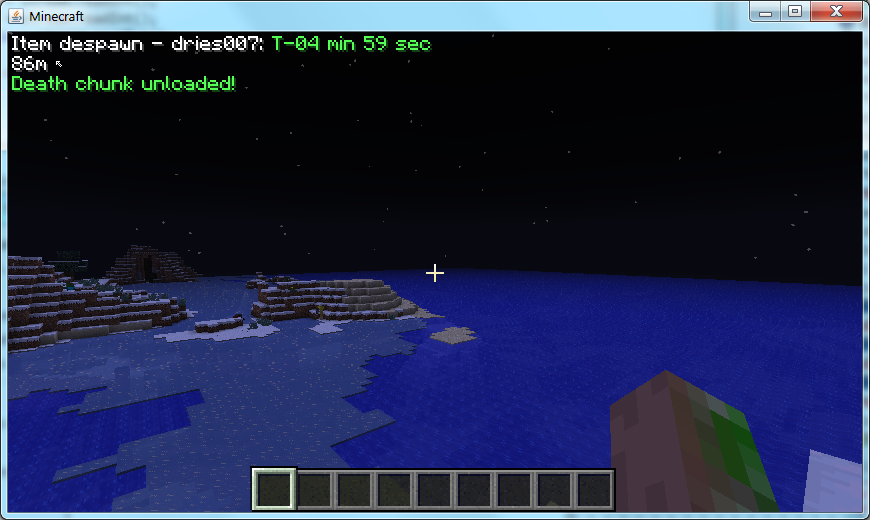 Minecraft
Item despawn - dries007: T-04 min 59 sec
86m ↖
Death chunk unloaded!